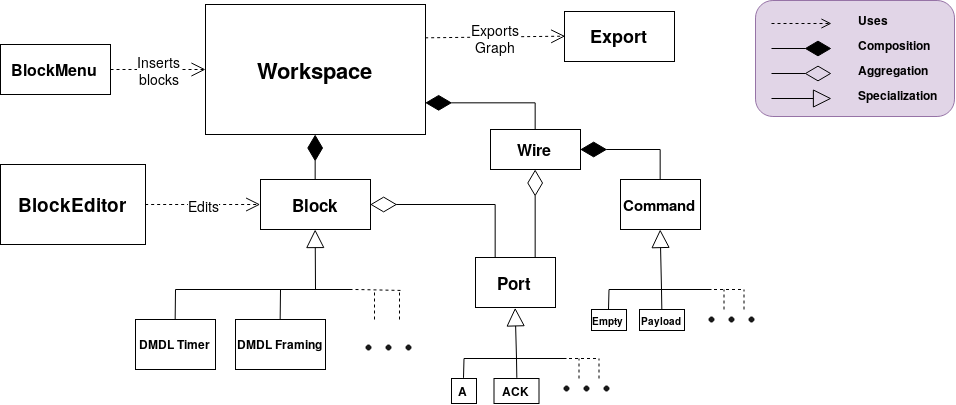 BlockMenu
Inserts
blocks
Workspace
Exports
Graph
Export
Uses
Composition
Aggregation
Specialization
Wire
BlockEditor
Edits
Block
Command
Port
DMDL Timer
DMDL Framing
Empty
Payload
A
ACK